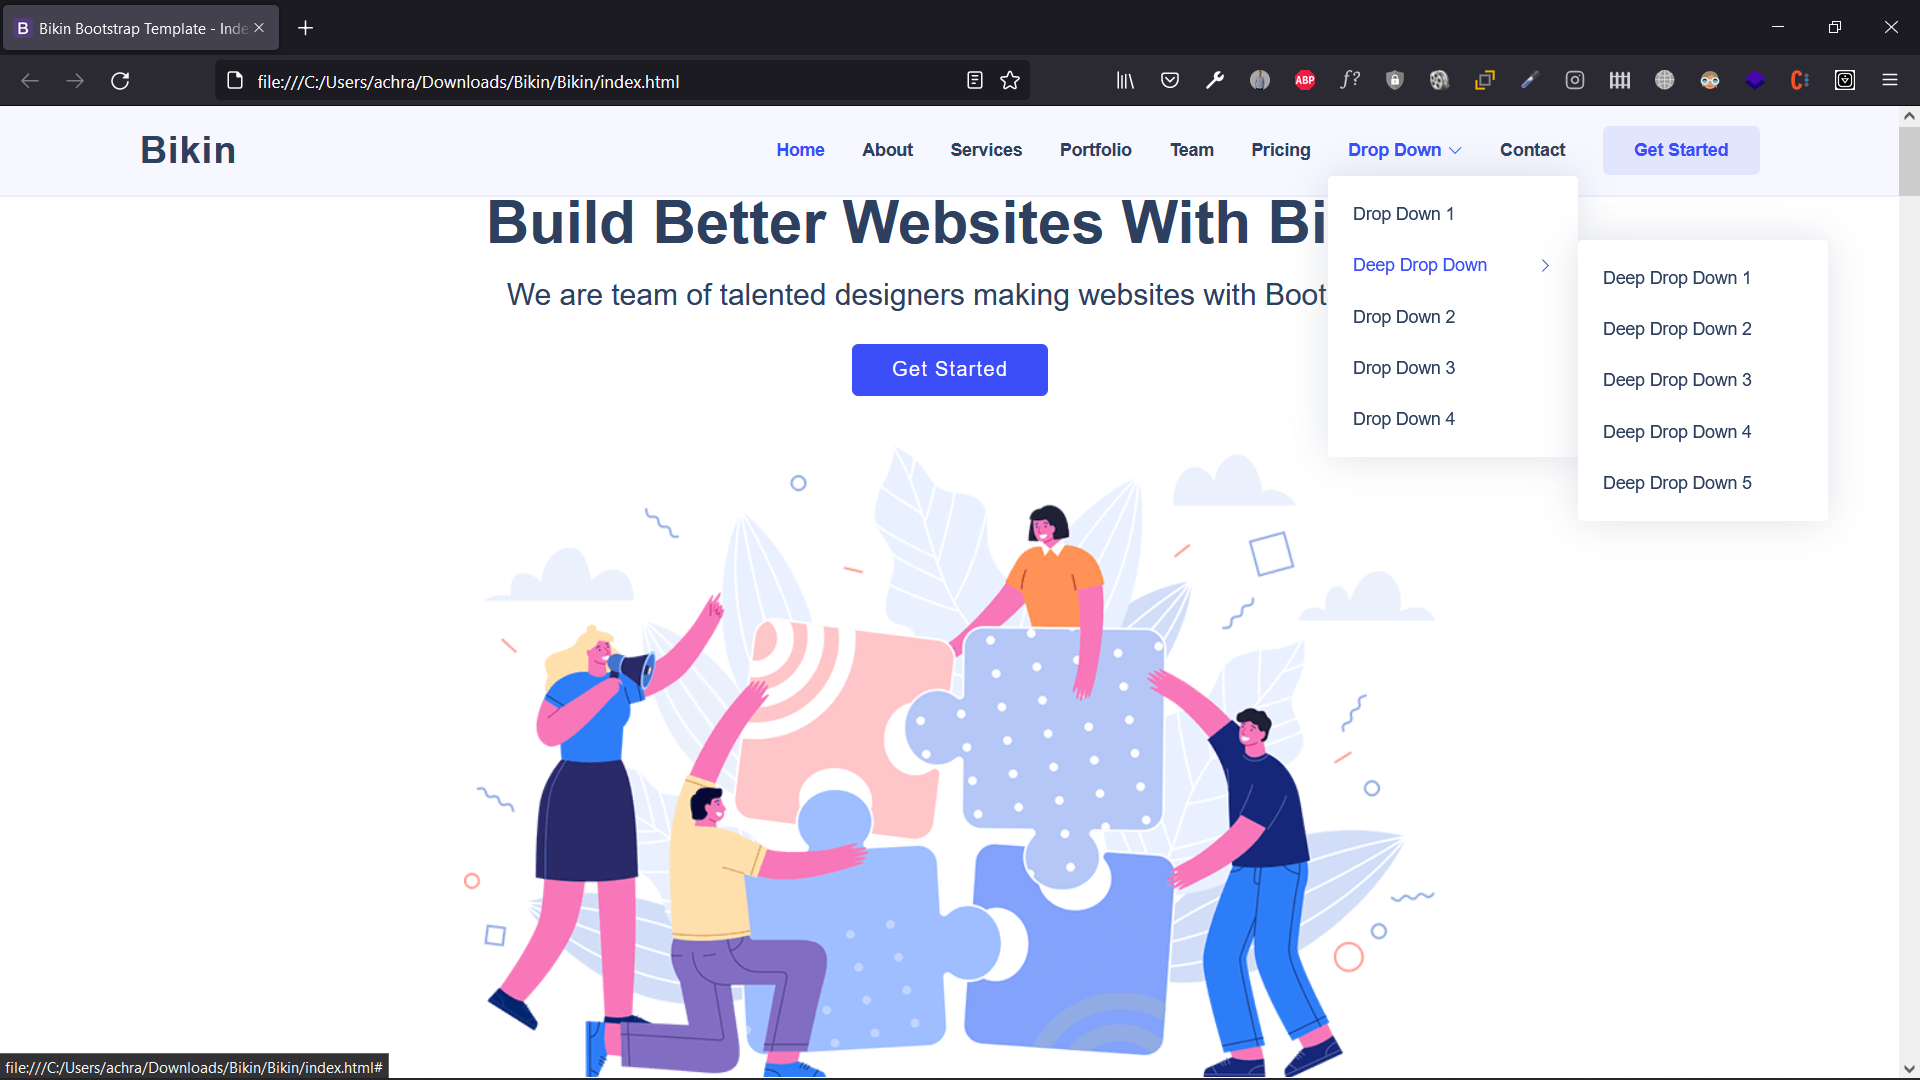 Bikin Bootstrap Template - Inde
file:///C:/Users/achra/Downloads/Bikin/Bikin/index.html
ABP
f?
Bikin
Home About Services Portfolio Team Pricing Drop Down Contact Get Started
Build Better Websites With Bi
We are team of talented designers making websites with Boot
Get Started
Drop Down 1
Deep Drop Down
Drop Down 2
Drop Down 3
Drop Down 4
Deep Drop Down 1
Deep Drop Down 2
Deep Drop Down 3
Deep Drop Down 4
Deep Drop Down 5
file:///C:/Users/achra/Downloads/Bikin/Bikin/index.html#